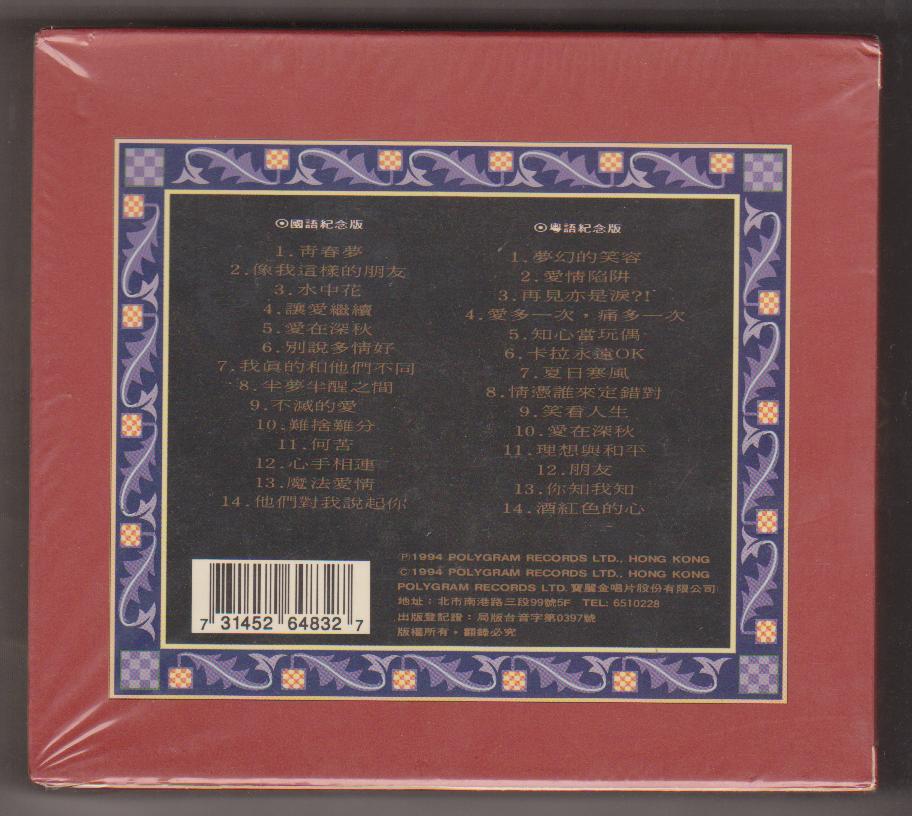 ⊙國語紀念版
1.靑春夢
2.像我這樣的朋友
3.水中花
4.讓愛繼續
5.愛在深秋
6.別說多情好
7.我眞的和他們不同
8.半夢半醒之間
9.不滅的愛
10.難捨難分
11.何苦
12.心手相連
13.魔法愛情
14.他們對我說起你
⊙粵語紀念版
1.夢幻的笑容
2.愛情陷阱
3.再見亦是淚?!
4.愛多一次，痛多一次
5.知心當玩偶
6.卡拉永遠OK
7.夏日寒風
8.情憑誰來定錯對
9.笑看人生
10.愛在深秋
11.理想與和平
12.朋友
13.你知我知
14.酒紅色的心
7 31452 64832 7
Ⓟ1994 POLYGRAM RECORDS LTD., HONG KONG
©1994 POLYGRAM RECORDS LTD., HONG KONG
POLYGRAM RECORDS LTD. 寶麗金唱片股份有限公司
地址：北市南港路三段99號5F TEL: 6510228
出版登記證：局版台音字第0397號
版權所有，翻錄必究